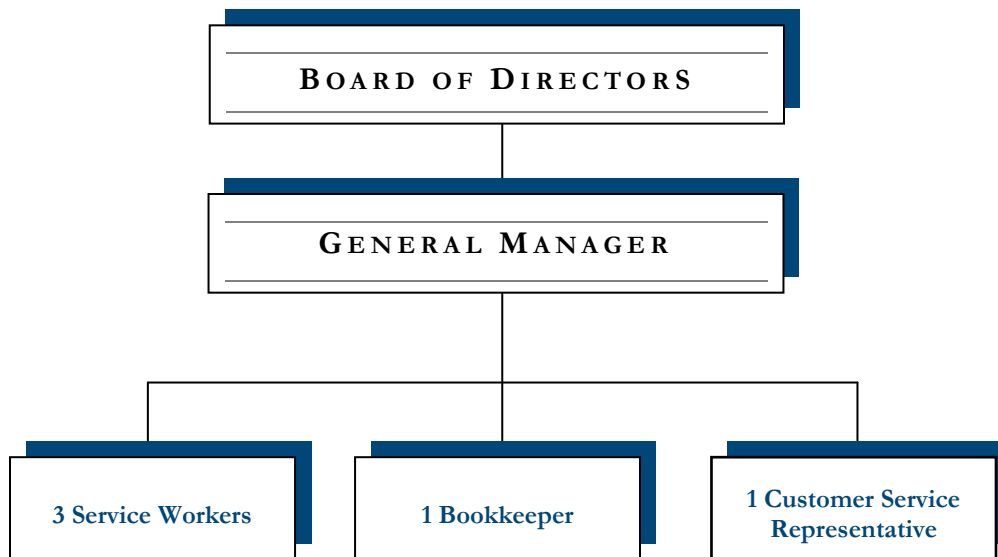 BOARD OF DIRECTORS
GENERAL MANAGER
3 Service Workers
1 Bookkeeper
1 Customer Service
Representative